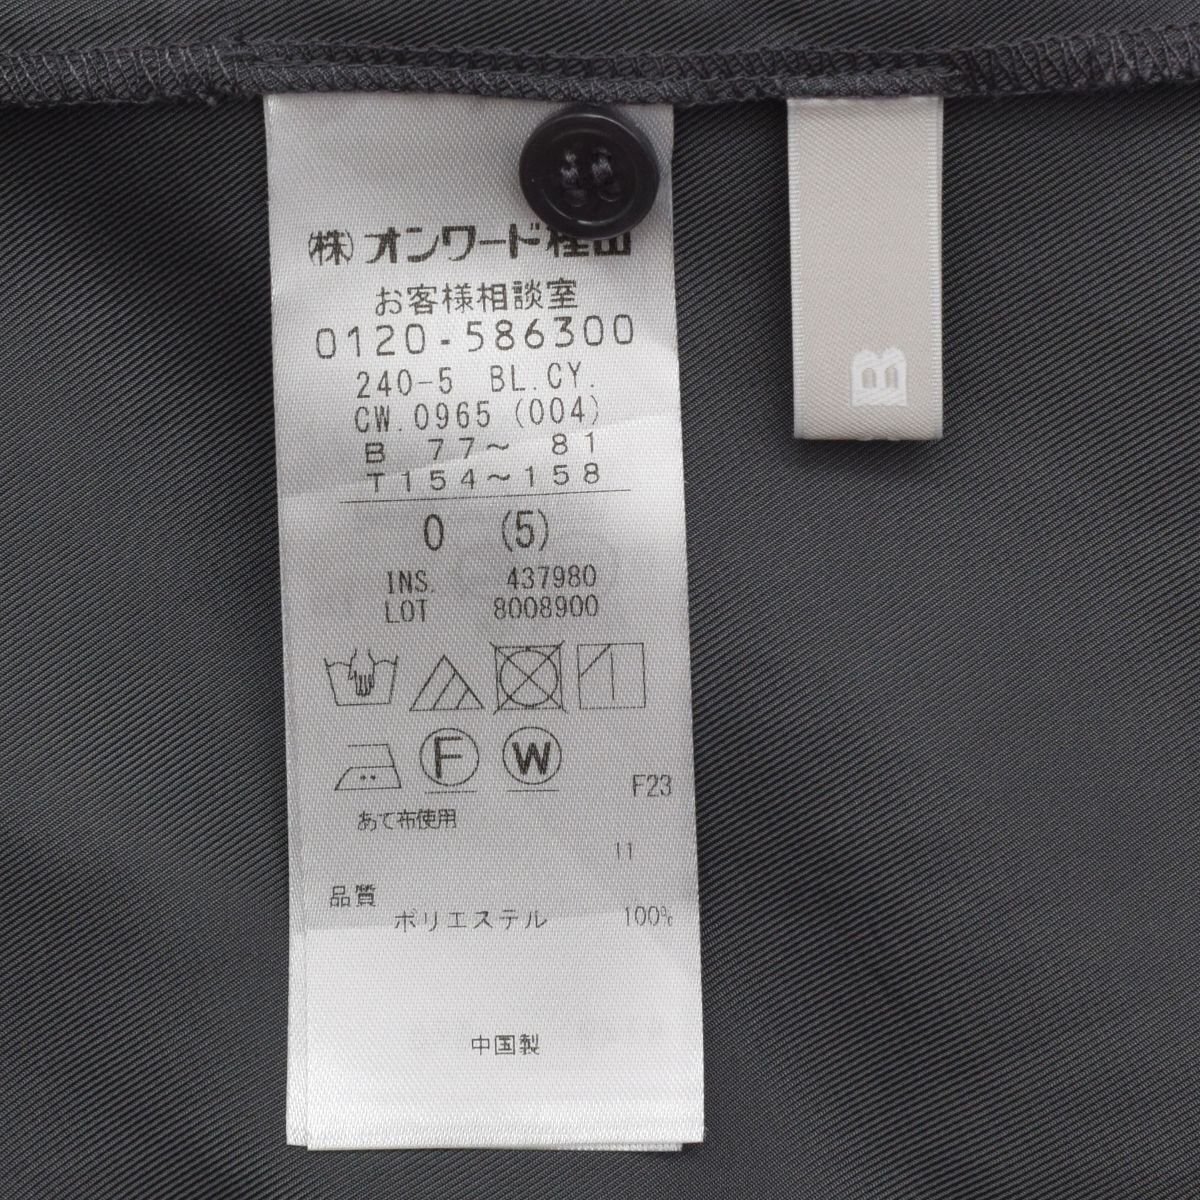 (株)オンワード樫山
お客様相談室
0120-586300
240-5 BL.CY.
CW.0965 (004)
B 77～ 81
T154～158
0 (5)
INS. 437980
LOT 8008900
F W
F23
あて布使用
11
品質
ポリエステル 100%
中国製
B